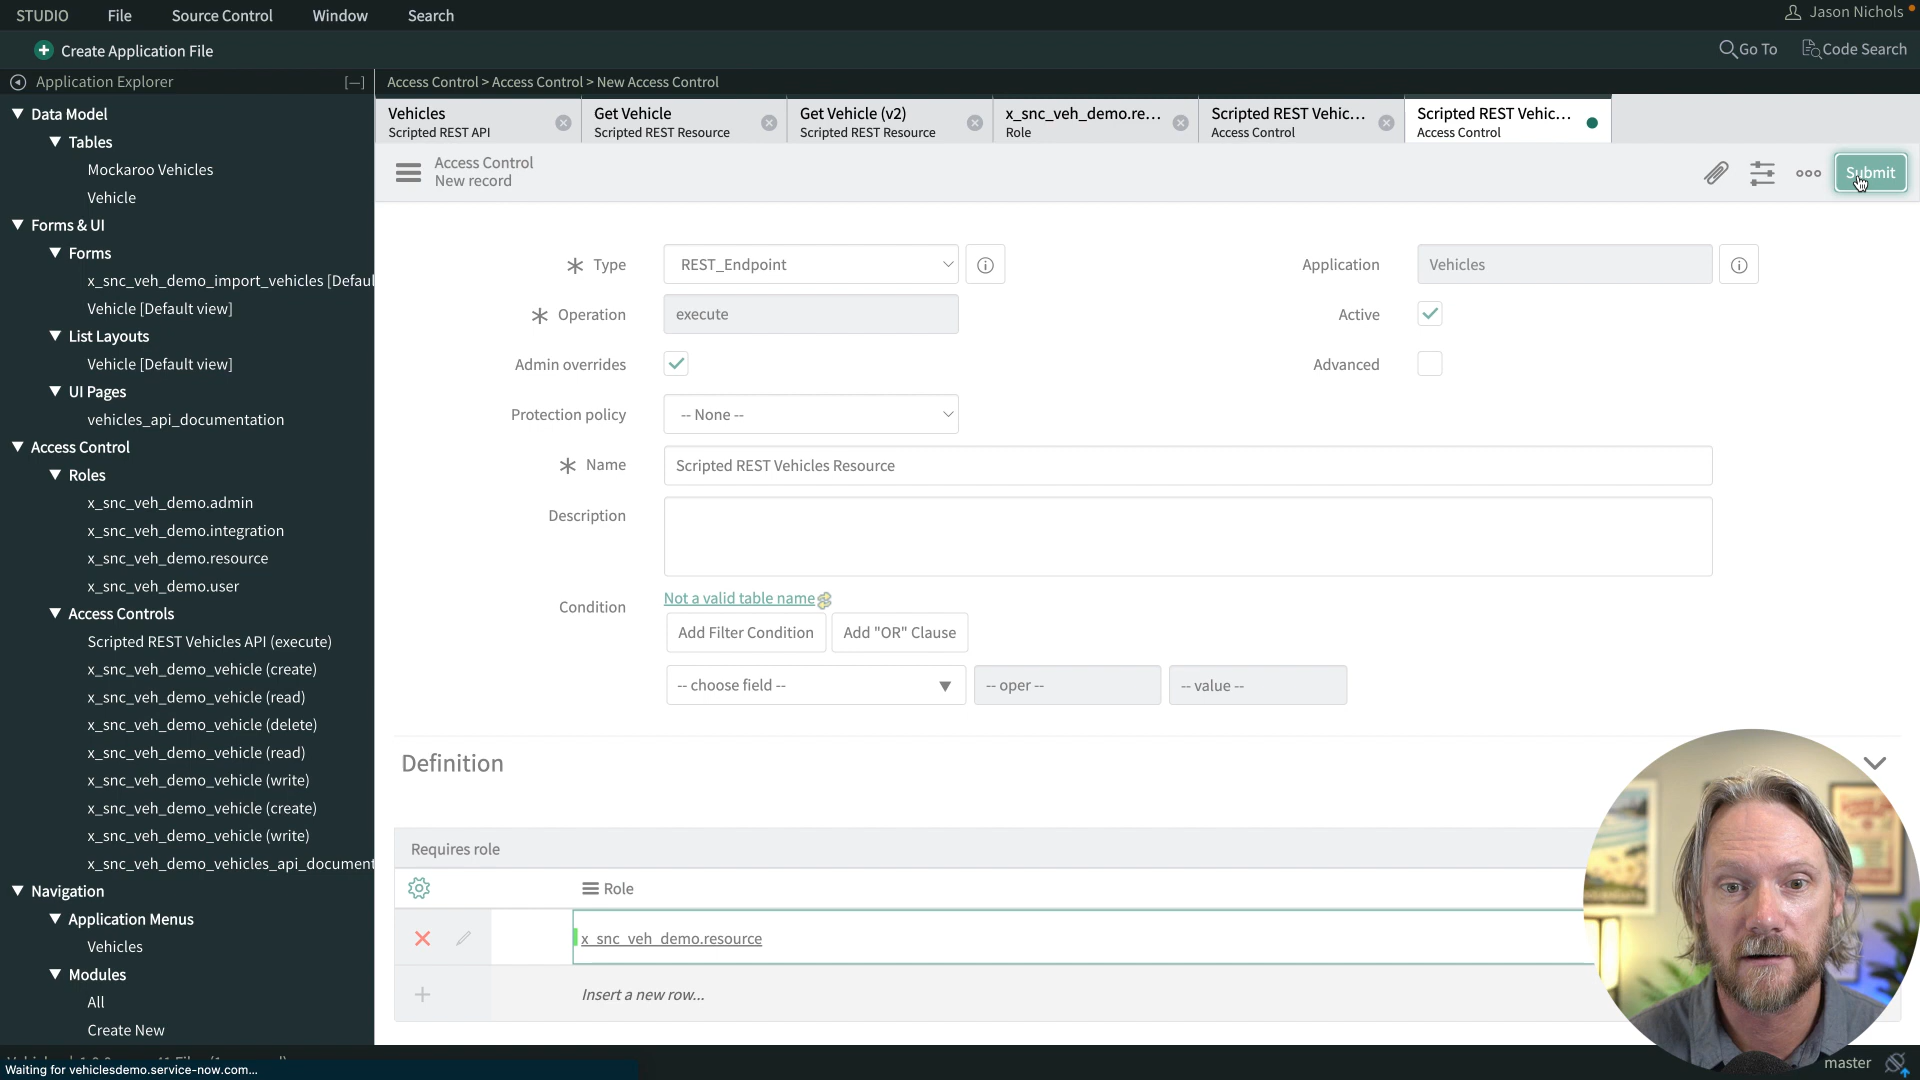 STUDIO File Source Control Window Search Jason Nichols
Create Application File Go To Code Search
Application Explorer [—]
Access Control > Access Control > New Access Control
Data Model
Tables
Mockaroo Vehicles
Vehicle
Forms & UI
Forms
x_snc_veh_demo_import_vehicles [Defaul
Vehicle [Default view]
List Layouts
Vehicle [Default view]
UI Pages
vehicles_api_documentation
Access Control
Roles
x_snc_veh_demo.admin
x_snc_veh_demo.integration
x_snc_veh_demo.resource
x_snc_veh_demo.user
Access Controls
Scripted REST Vehicles API (execute)
x_snc_veh_demo_vehicle (create)
x_snc_veh_demo_vehicle (read)
x_snc_veh_demo_vehicle (delete)
x_snc_veh_demo_vehicle (read)
x_snc_veh_demo_vehicle (write)
x_snc_veh_demo_vehicle (create)
x_snc_veh_demo_vehicle (write)
x_snc_veh_demo_vehicles_api_document
Navigation
Application Menus
Vehicles
Modules
All
Create New
Waiting for vehiclesdemo.service-now.com...
Vehicles
Scripted REST API
Get Vehicle
Scripted REST Resource
Get Vehicle (v2)
Scripted REST Resource
x_snc_veh_demo.re...
Role
Scripted REST Vehic...
Access Control
Scripted REST Vehic...
Access Control
Access Control
New record
Submit
Type REST_Endpoint
Application Vehicles
Operation execute
Active
Admin overrides
Advanced
Protection policy -- None --
Name Scripted REST Vehicles Resource
Description
Condition Not a valid table name
Add Filter Condition Add "OR" Clause
-- choose field -- -- oper -- -- value --
Definition
Requires role
Role
x_snc_veh_demo.resource
Insert a new row...
master